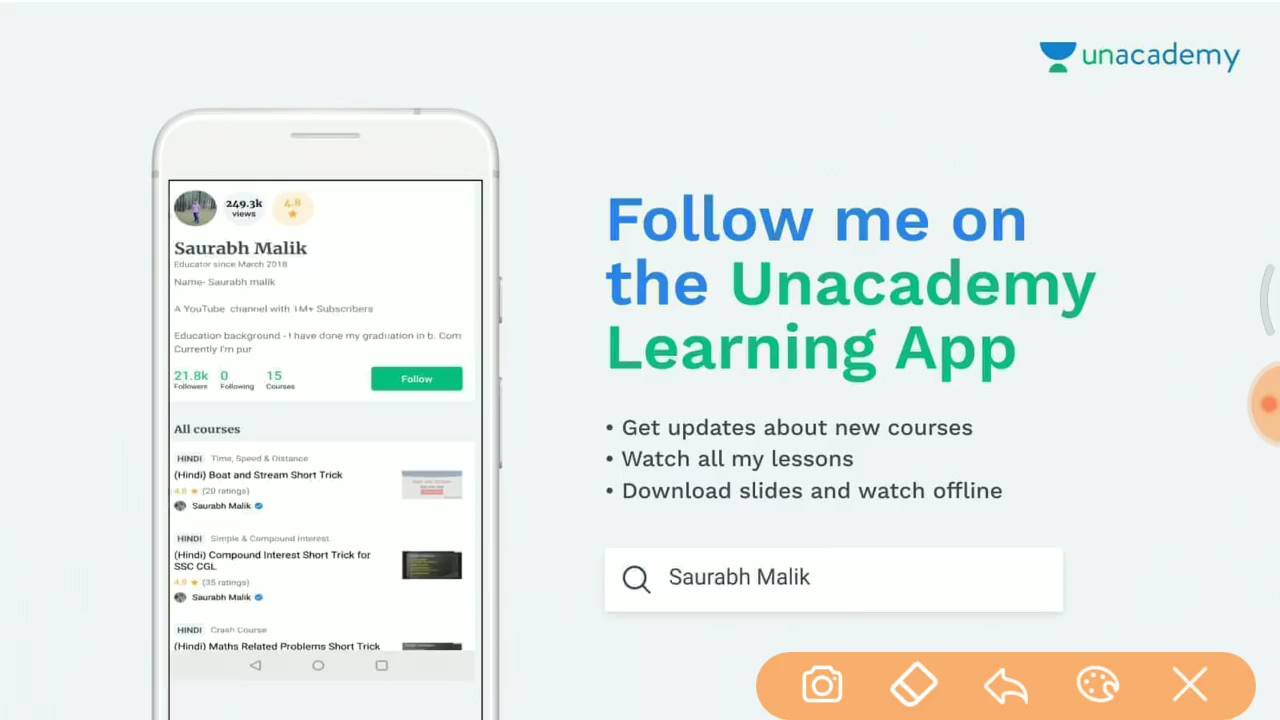 unacademy
249.3k
views
4.8
Saurabh Malik
Educator since March 2018
Name- Saurabh malik
A YouTube channel with 1M+ Subscribers
Education background - I have done my graduation in b. Com
Currently I'm pur
21.8k 0 15
Followers Following Courses
Follow
All courses
HINDI Time, Speed & Distance
(Hindi) Boat and Stream Short Trick
4.8 (20 ratings)
Saurabh Malik
HINDI Simple & Compound Interest
(Hindi) Compound Interest Short Trick for
SSC CGL
4.9 (35 ratings)
Saurabh Malik
HINDI Crash Course
(Hindi) Maths Related Problems Short Trick
Follow me on
the Unacademy
Learning App
• Get updates about new courses
• Watch all my lessons
• Download slides and watch offline
Saurabh Malik